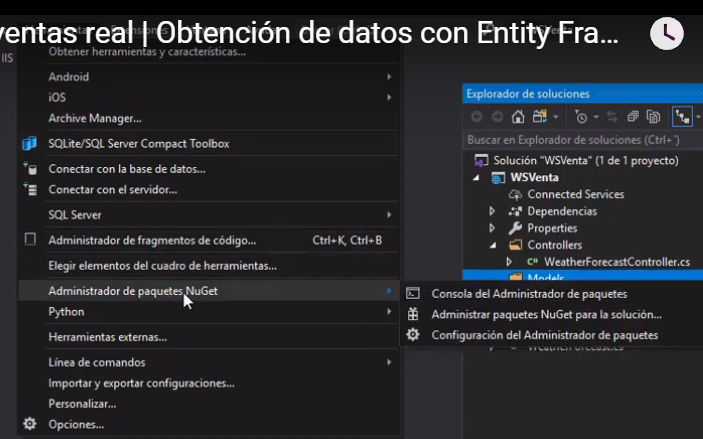 ventas real | Obtención de datos con Entity Fra...
IIS
Obtener herramientas y características...
Android
iOS
Archive Manager...
SQLite/SQL Server Compact Toolbox
Conectar con la base de datos...
Conectar con el servidor...
SQL Server
Administrador de fragmentos de código... Ctrl+K, Ctrl+B
Elegir elementos del cuadro de herramientas...
Administrador de paquetes NuGet
Python
Herramientas externas...
Línea de comandos
Importar y exportar configuraciones...
Personalizar...
Opciones...
Consola del Administrador de paquetes
Administrar paquetes NuGet para la solución...
Configuración del Administrador de paquetes
Explorador de soluciones
Buscar en Explorador de soluciones (Ctrl+´)
Solución "WSVenta" (1 de 1 proyecto)
WSVenta
Connected Services
Dependencias
Properties
Controllers
C# WeatherForecastController.cs
Models